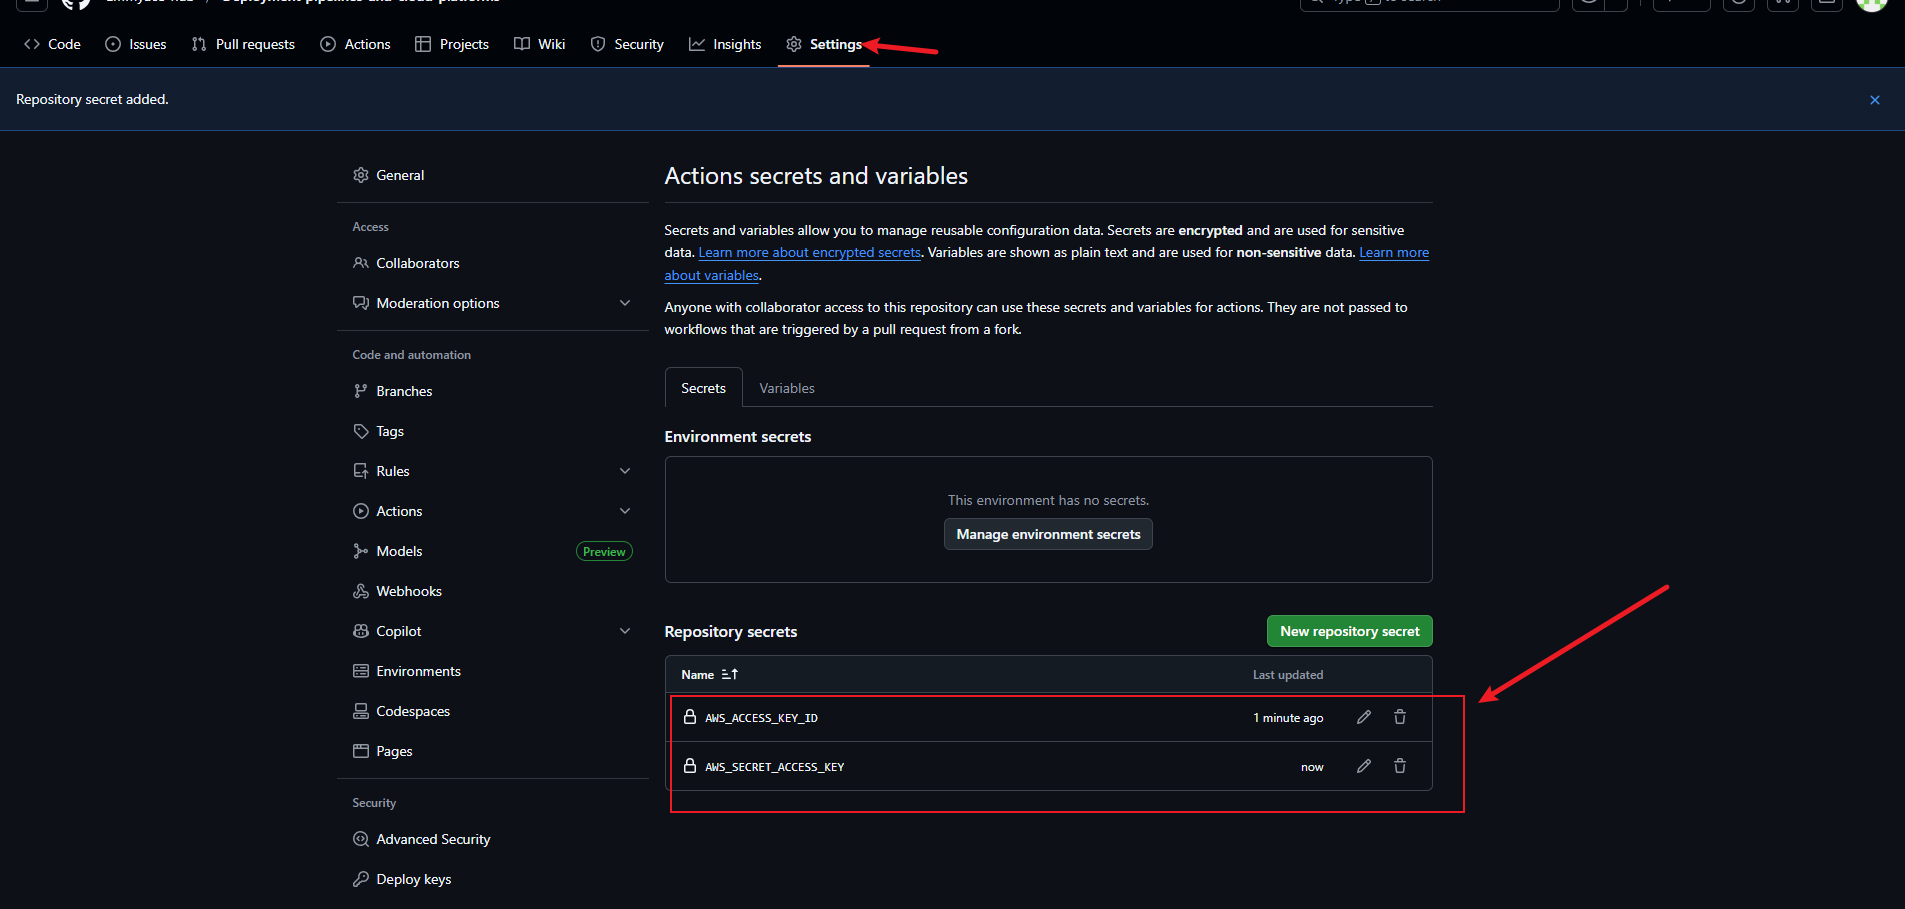 Code
Issues
Pull requests
Actions
Projects
Wiki
Security
Insights
Settings
Repository secret added.
General
Access
Collaborators
Moderation options
Code and automation
Branches
Tags
Rules
Actions
Models
Preview
Webhooks
Copilot
Environments
Codespaces
Pages
Security
Advanced Security
Deploy keys
Actions secrets and variables
Secrets and variables allow you to manage reusable configuration data. Secrets are encrypted and are used for sensitive
data. Learn more about encrypted secrets. Variables are shown as plain text and are used for non-sensitive data. Learn more
about variables.
Anyone with collaborator access to this repository can use these secrets and variables for actions. They are not passed to
workflows that are triggered by a pull request from a fork.
Secrets
Variables
Environment secrets
This environment has no secrets.
Manage environment secrets
Repository secrets
New repository secret
Name
Last updated
AWS_ACCESS_KEY_ID
1 minute ago
AWS_SECRET_ACCESS_KEY
now